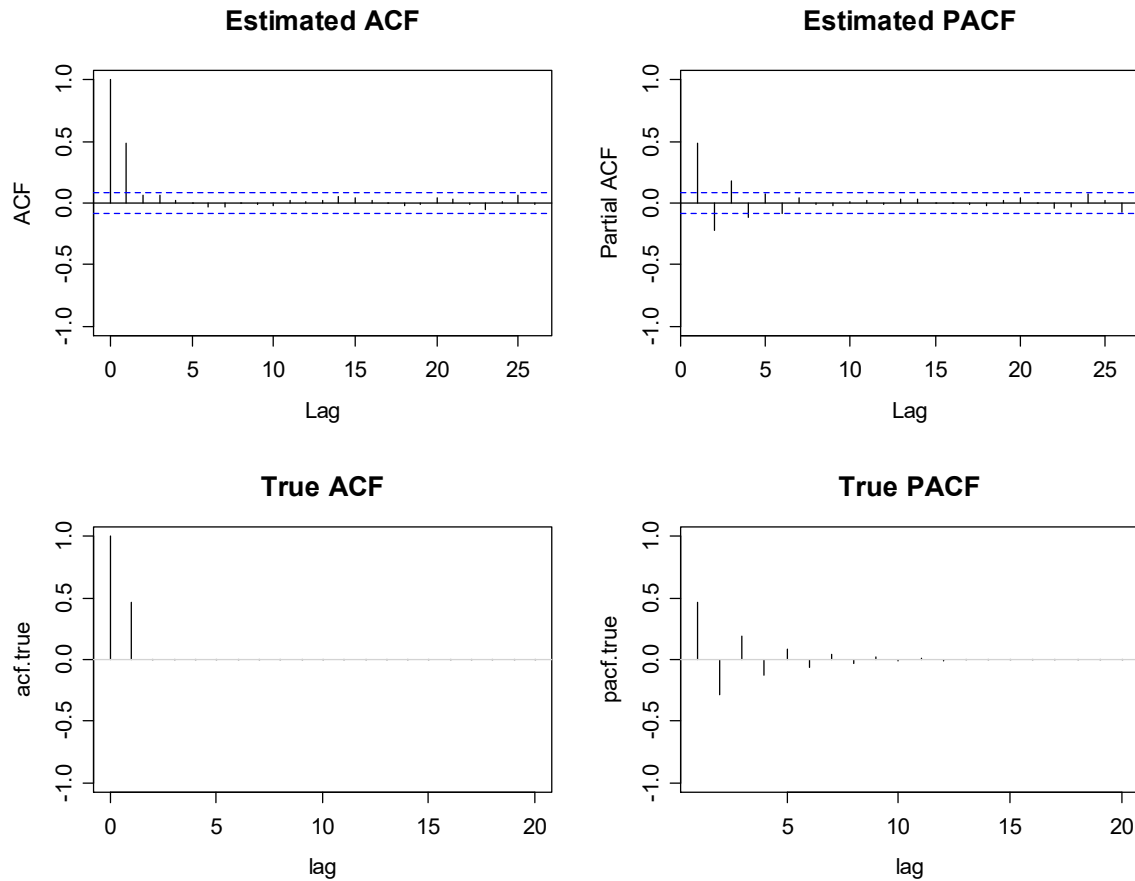 Estimated ACF
ACF
1.0
0.5
0.0
-0.5
-1.0
0 5 10 15 20 25
Lag
Estimated PACF
Partial ACF
1.0
0.5
0.0
-0.5
-1.0
0 5 10 15 20 25
Lag
True ACF
acf.true
1.0
0.5
0.0
-0.5
-1.0
0 5 10 15 20
lag
True PACF
pacf.true
1.0
0.5
0.0
-0.5
-1.0
5 10 15 20
lag